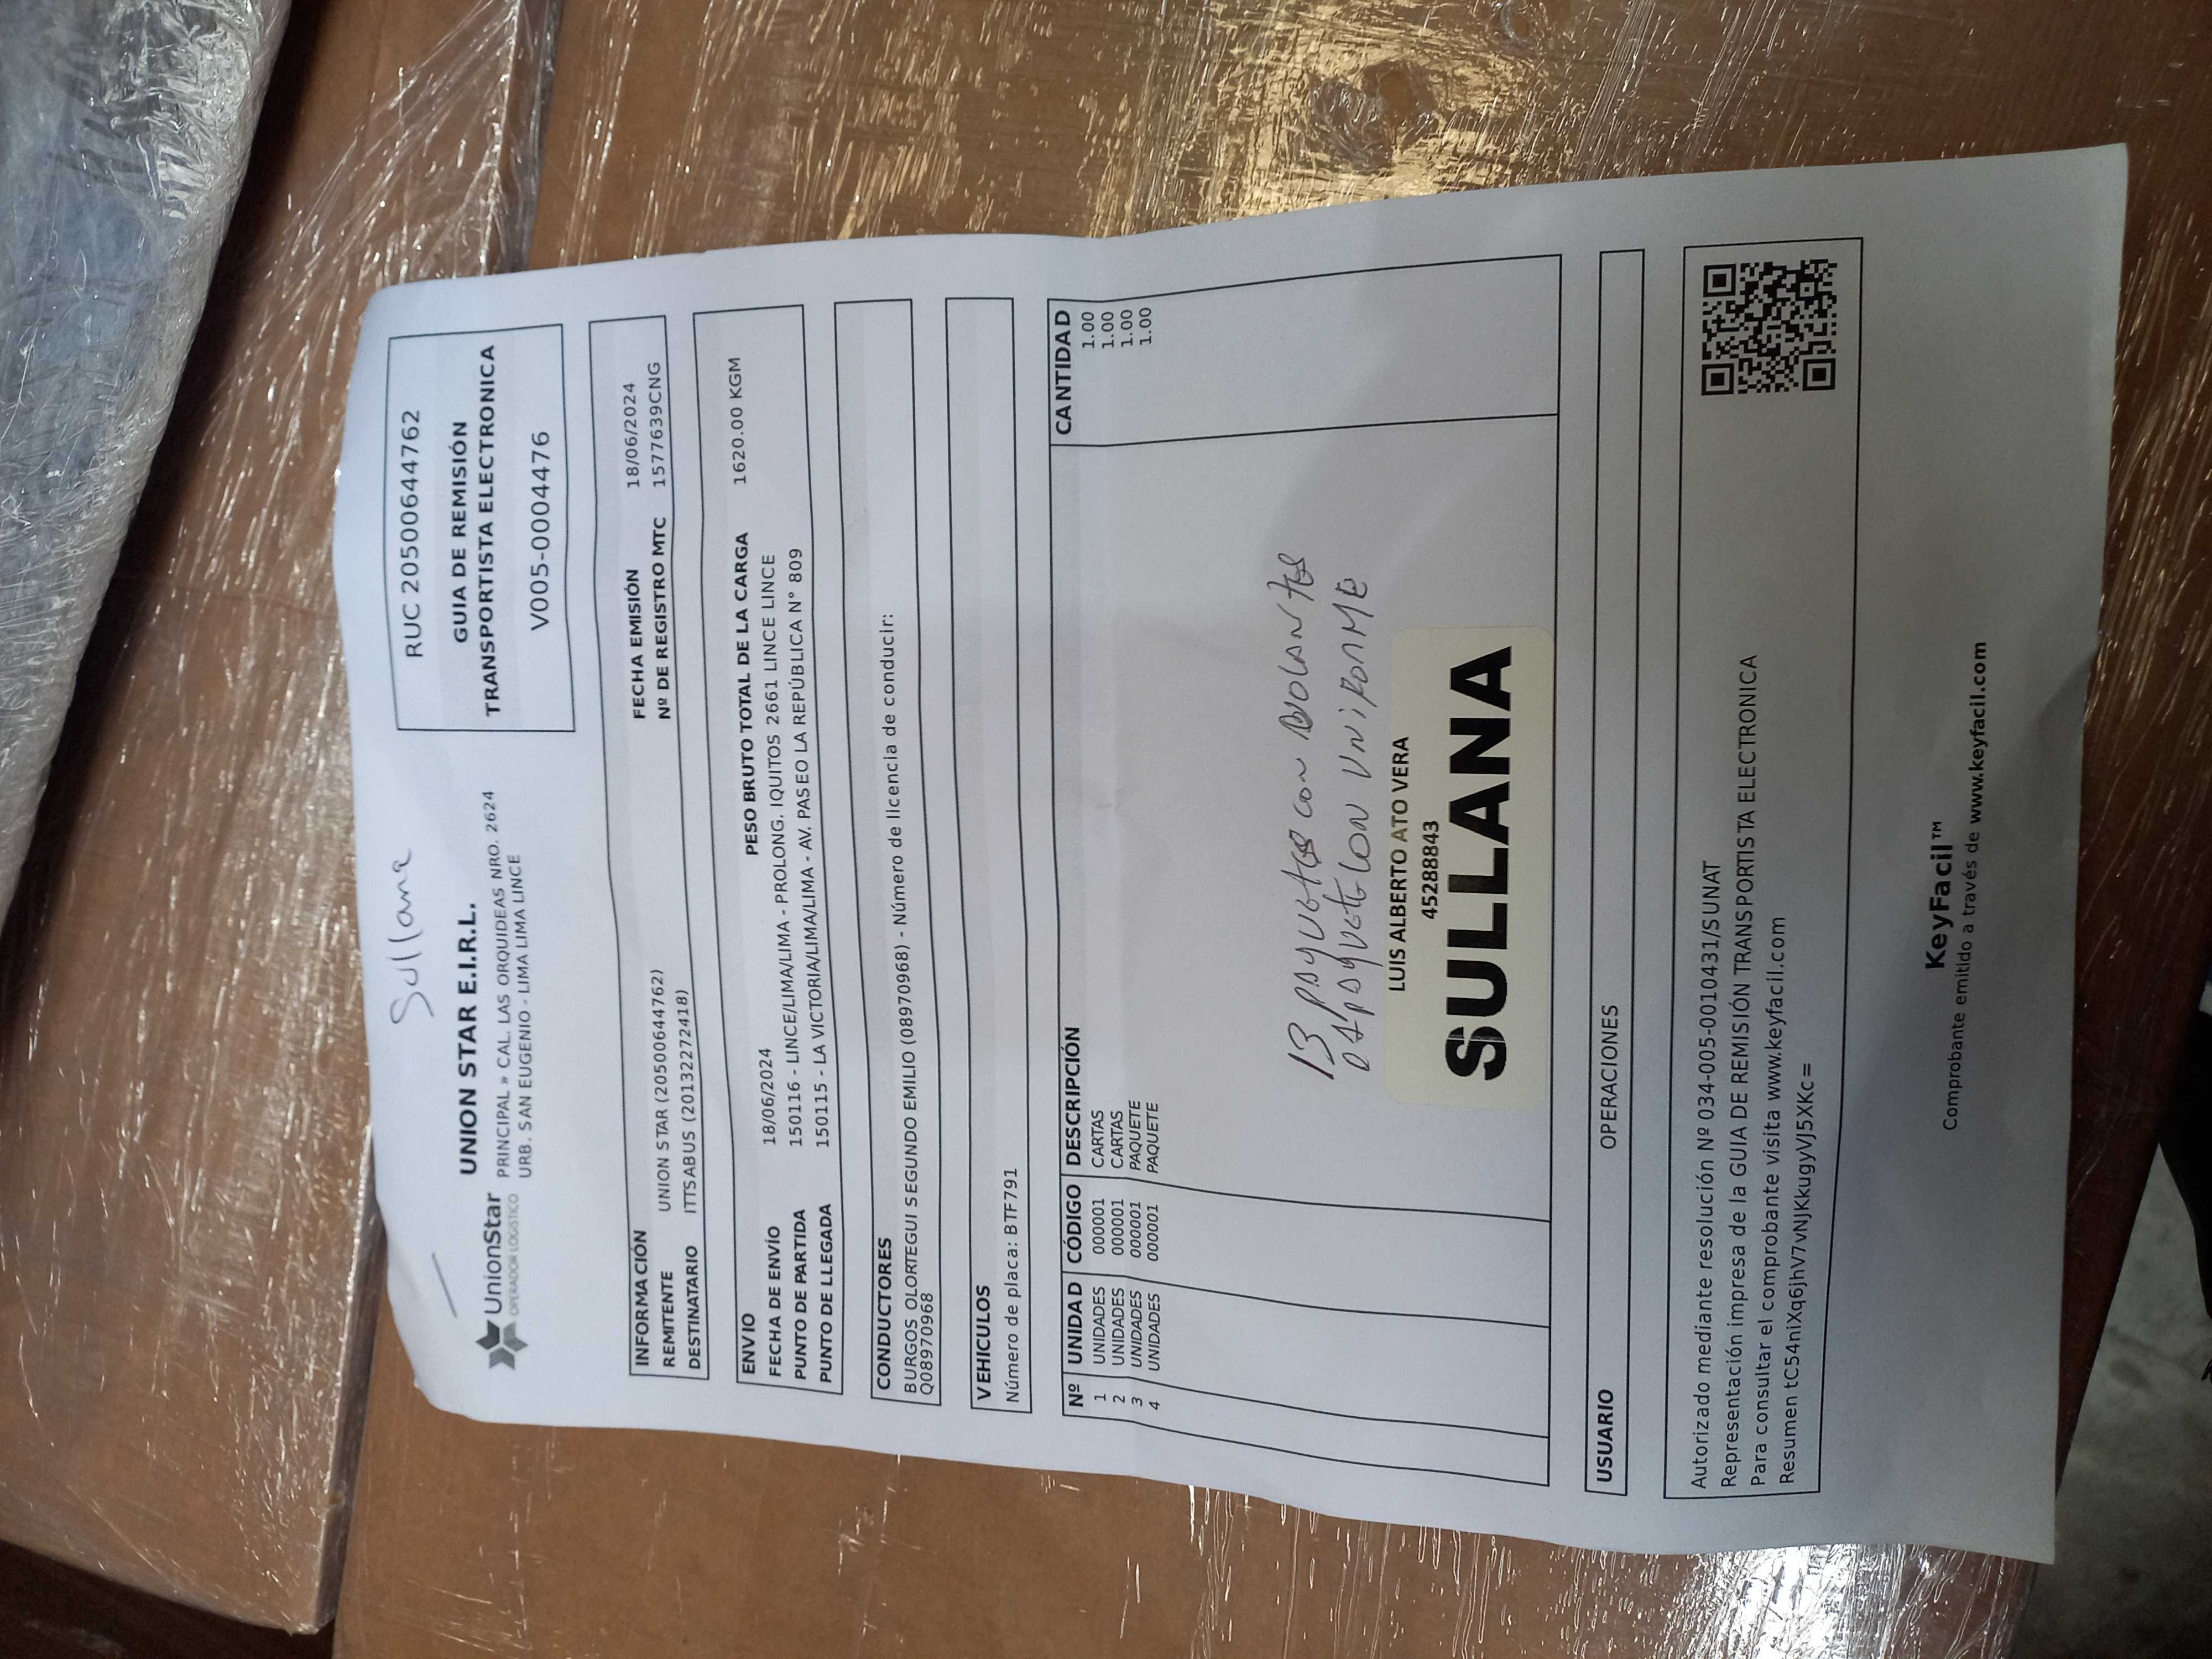 Sullana
UnionStar
OPERADOR LOGISTICO
UNION STAR E.I.R.L.
PRINCIPAL » CAL. LAS ORQUIDEAS NRO. 2624
URB. SAN EUGENIO - LIMA LIMA LINCE
RUC 20500644762
GUIA DE REMISIÓN
TRANSPORTISTA ELECTRONICA
V005-0004476
INFORMACIÓN
REMITENTE UNION STAR (20500644762)
DESTINATARIO ITTSABUS (20132272418)
FECHA EMISIÓN 18/06/2024
Nº DE REGISTRO MTC 1577639CNG
ENVIO
FECHA DE ENVÍO 18/06/2024
PESO BRUTO TOTAL DE LA CARGA 1620.00 KGM
PUNTO DE PARTIDA 150116 - LINCE/LIMA/LIMA - PROLONG. IQUITOS 2661 LINCE LINCE
PUNTO DE LLEGADA 150115 - LA VICTORIA/LIMA/LIMA - AV. PASEO LA REPÚBLICA N° 809
CONDUCTORES
BURGOS OLORTEGUI SEGUNDO EMILIO (08970968) - Número de licencia de conducir:
Q08970968
VEHICULOS
Número de placa: BTF791
Nº UNIDAD CÓDIGO DESCRIPCIÓN CANTIDAD
1 UNIDADES 000001 CARTAS 1.00
2 UNIDADES 000001 CARTAS 1.00
3 UNIDADES 000001 PAQUETE 1.00
4 UNIDADES 000001 PAQUETE 1.00
13 paquetes con
con UNiFORME
LUIS ALBERTO ATO VERA
45288843
SULLANA
USUARIO OPERACIONES
Autorizado mediante resolución Nº 034-005-0010431/SUNAT
Representación impresa de la GUIA DE REMISIÓN TRANSPORTISTA ELECTRONICA
Para consultar el comprobante visita www.keyfacil.com
Resumen tC54niXq6jhV7vNJKkugyVJ5XKc=
KeyFacil™
Comprobante emitido a través de www.keyfacil.com